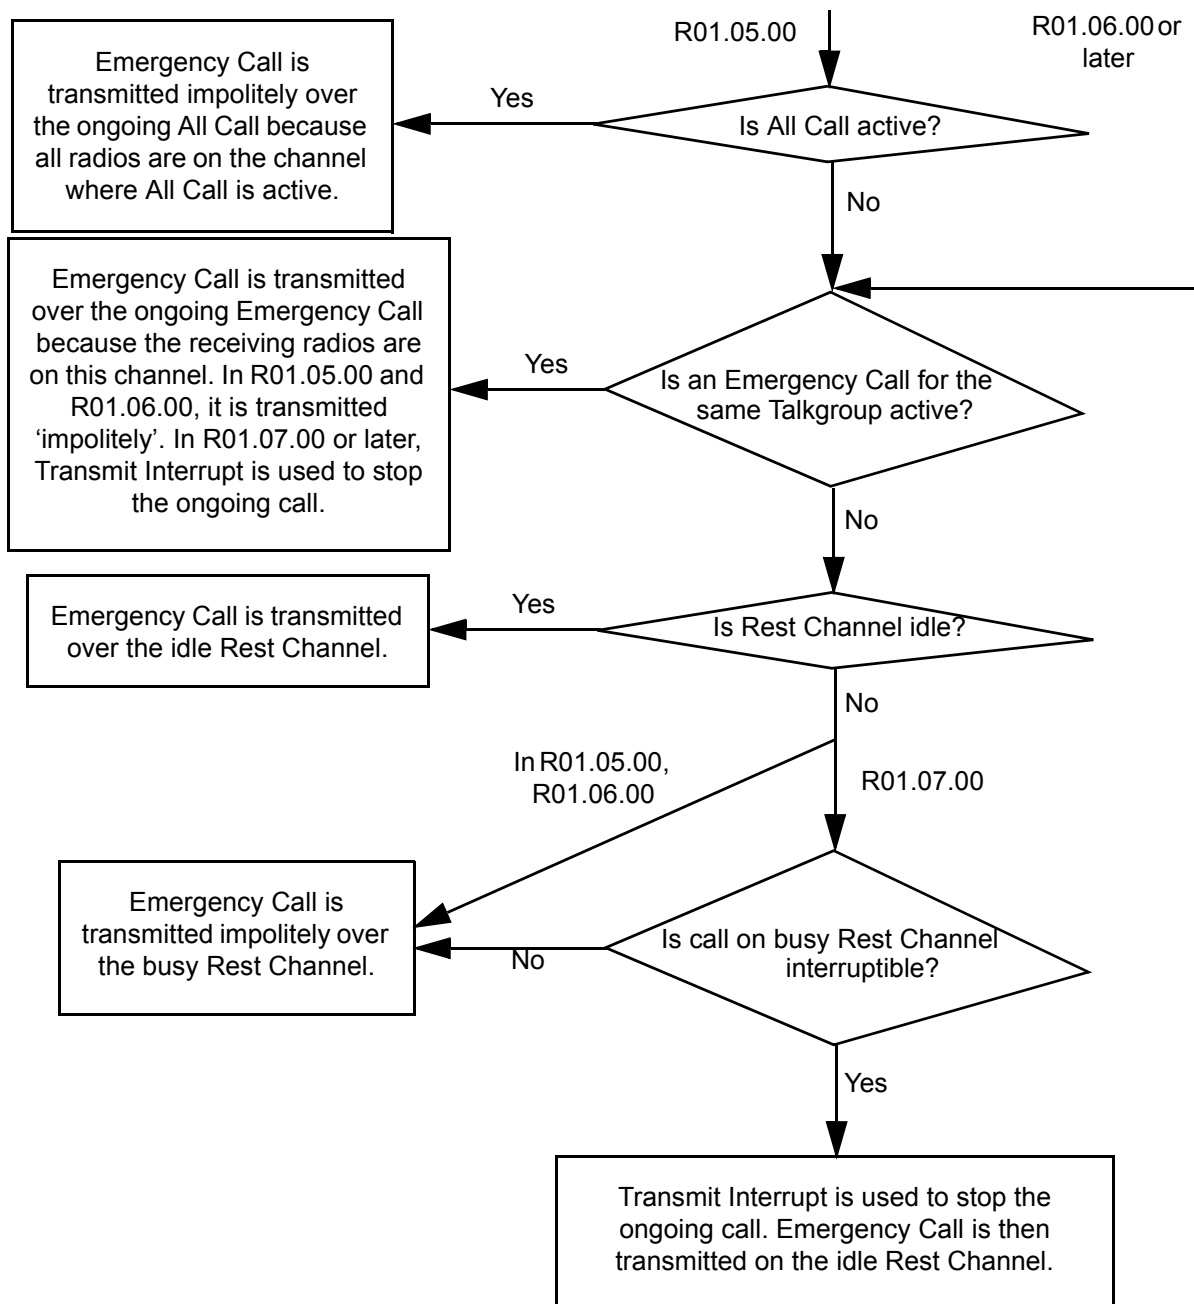 R01.05.00
R01.06.00 or
later
Emergency Call is
transmitted impolitely over
the ongoing All Call because
all radios are on the channel
where All Call is active.
Yes
Is All Call active?
No
Emergency Call is transmitted
over the ongoing Emergency Call
because the receiving radios are
on this channel. In R01.05.00 and
R01.06.00, it is transmitted
‘impolitely’. In R01.07.00 or later,
Transmit Interrupt is used to stop
the ongoing call.
Yes
Is an Emergency Call for the
same Talkgroup active?
No
Emergency Call is transmitted
over the idle Rest Channel.
Yes
Is Rest Channel idle?
No
In R01.05.00,
R01.06.00
R01.07.00
Emergency Call is
transmitted impolitely over
the busy Rest Channel.
No
Is call on busy Rest Channel
interruptible?
Yes
Transmit Interrupt is used to stop the
ongoing call. Emergency Call is then
transmitted on the idle Rest Channel.